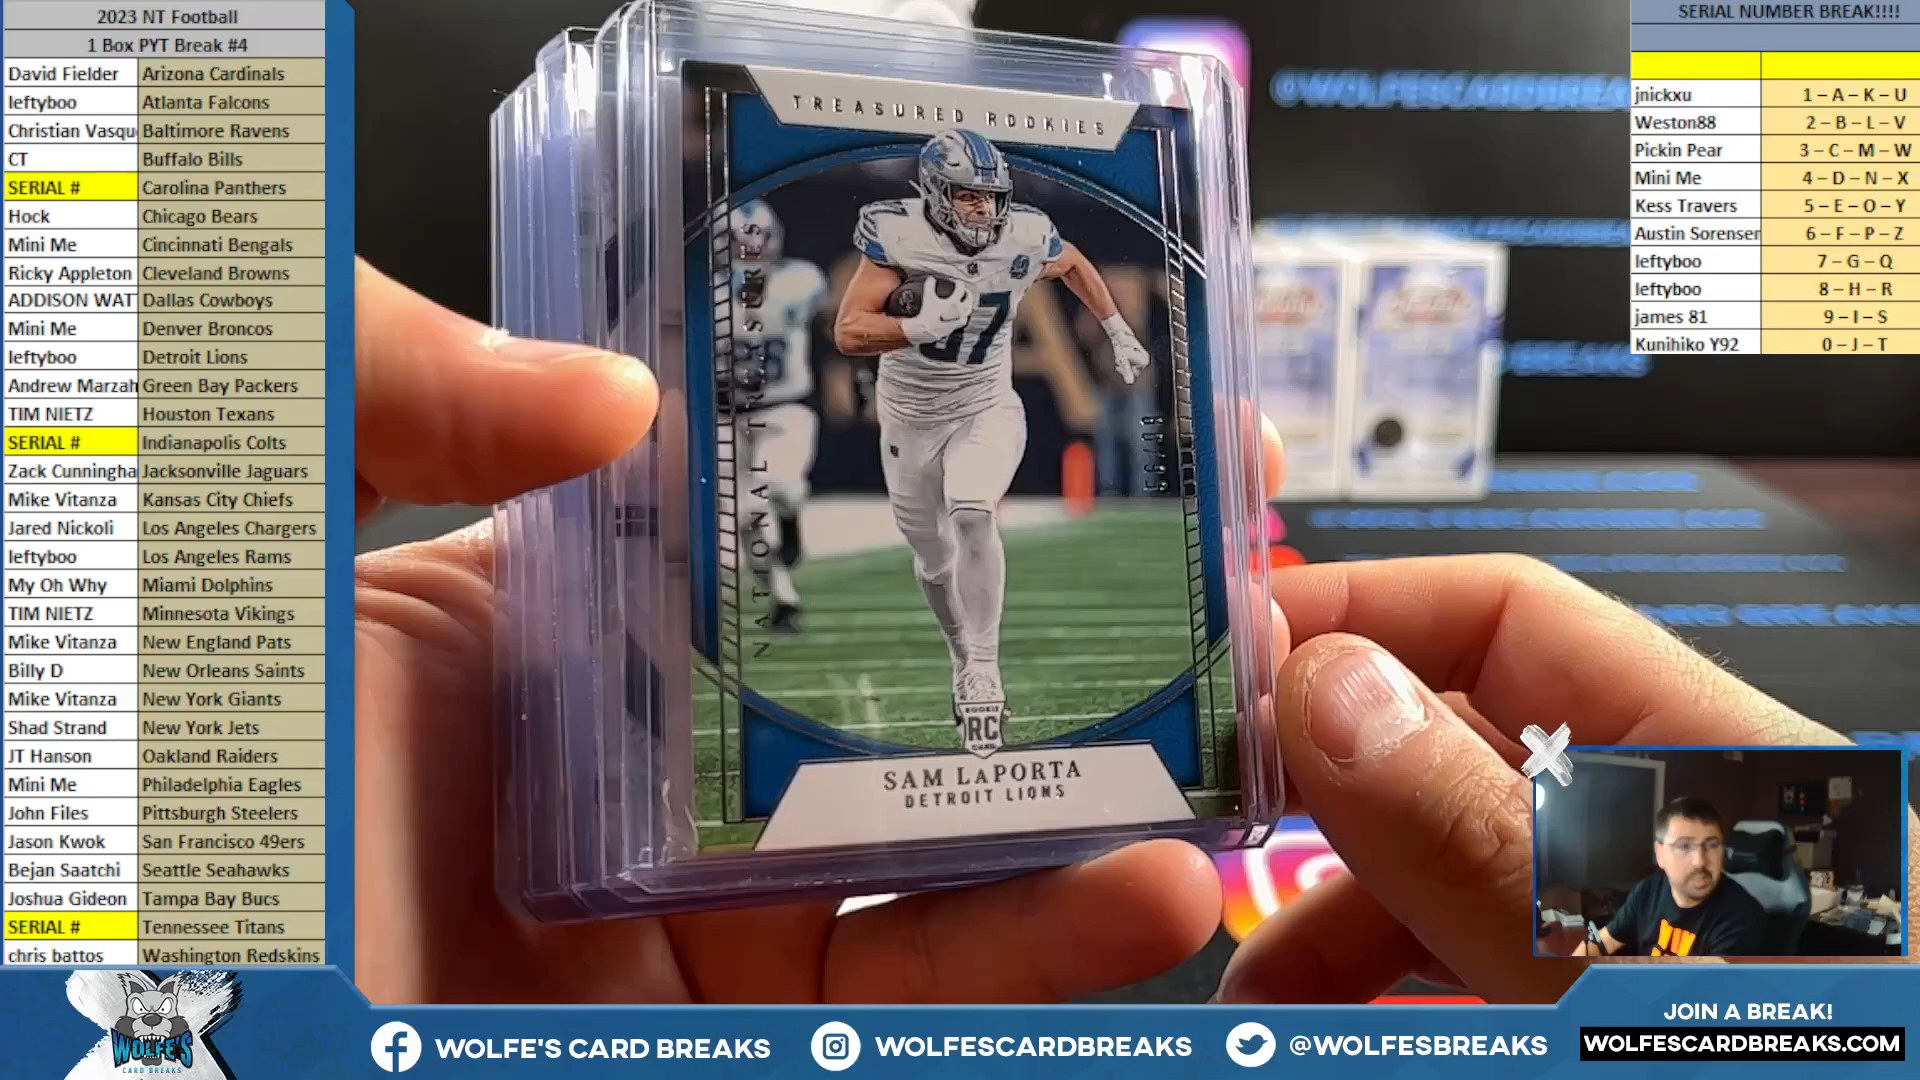 2023 NT Football
1 Box PYT Break #4
David Fielder Arizona Cardinals
leftyboo Atlanta Falcons
Christian Vasqu Baltimore Ravens
CT Buffalo Bills
SERIAL # Carolina Panthers
Hock Chicago Bears
Mini Me Cincinnati Bengals
Ricky Appleton Cleveland Browns
ADDISON WAT Dallas Cowboys
Mini Me Denver Broncos
leftyboo Detroit Lions
Andrew Marzah Green Bay Packers
TIM NIETZ Houston Texans
SERIAL # Indianapolis Colts
Zack Cunningha Jacksonville Jaguars
Mike Vitanza Kansas City Chiefs
Jared Nickoli Los Angeles Chargers
leftyboo Los Angeles Rams
My Oh Why Miami Dolphins
TIM NIETZ Minnesota Vikings
Mike Vitanza New England Pats
Billy D New Orleans Saints
Mike Vitanza New York Giants
Shad Strand New York Jets
JT Hanson Oakland Raiders
Mini Me Philadelphia Eagles
John Files Pittsburgh Steelers
Jason Kwok San Francisco 49ers
Bejan Saatchi Seattle Seahawks
Joshua Gideon Tampa Bay Bucs
SERIAL # Tennessee Titans
chris battos Washington Redskins
TREASURED ROOKIES
NATIONAL TREASURES
87
ROOKIE
RC
CARD
SAM LAPORTA
DETROIT LIONS
@WOLFESCARDBREA
SERIAL NUMBER BREAK!!!!
jnickxu 1 – A – K – U
Weston88 2 – B – L – V
Pickin Pear 3 – C – M – W
Mini Me 4 – D – N – X
Kess Travers 5 – E – O – Y
Austin Sorensen 6 – F – P – Z
leftyboo 7 – G – Q
leftyboo 8 – H – R
james 81 9 – I – S
Kunihiko Y92 0 – J – T
WOLFE'S
CARD BREAKS
WOLFE'S CARD BREAKS
WOLFESCARDBREAKS
@WOLFESBREAKS
JOIN A BREAK!
WOLFESCARDBREAKS.COM